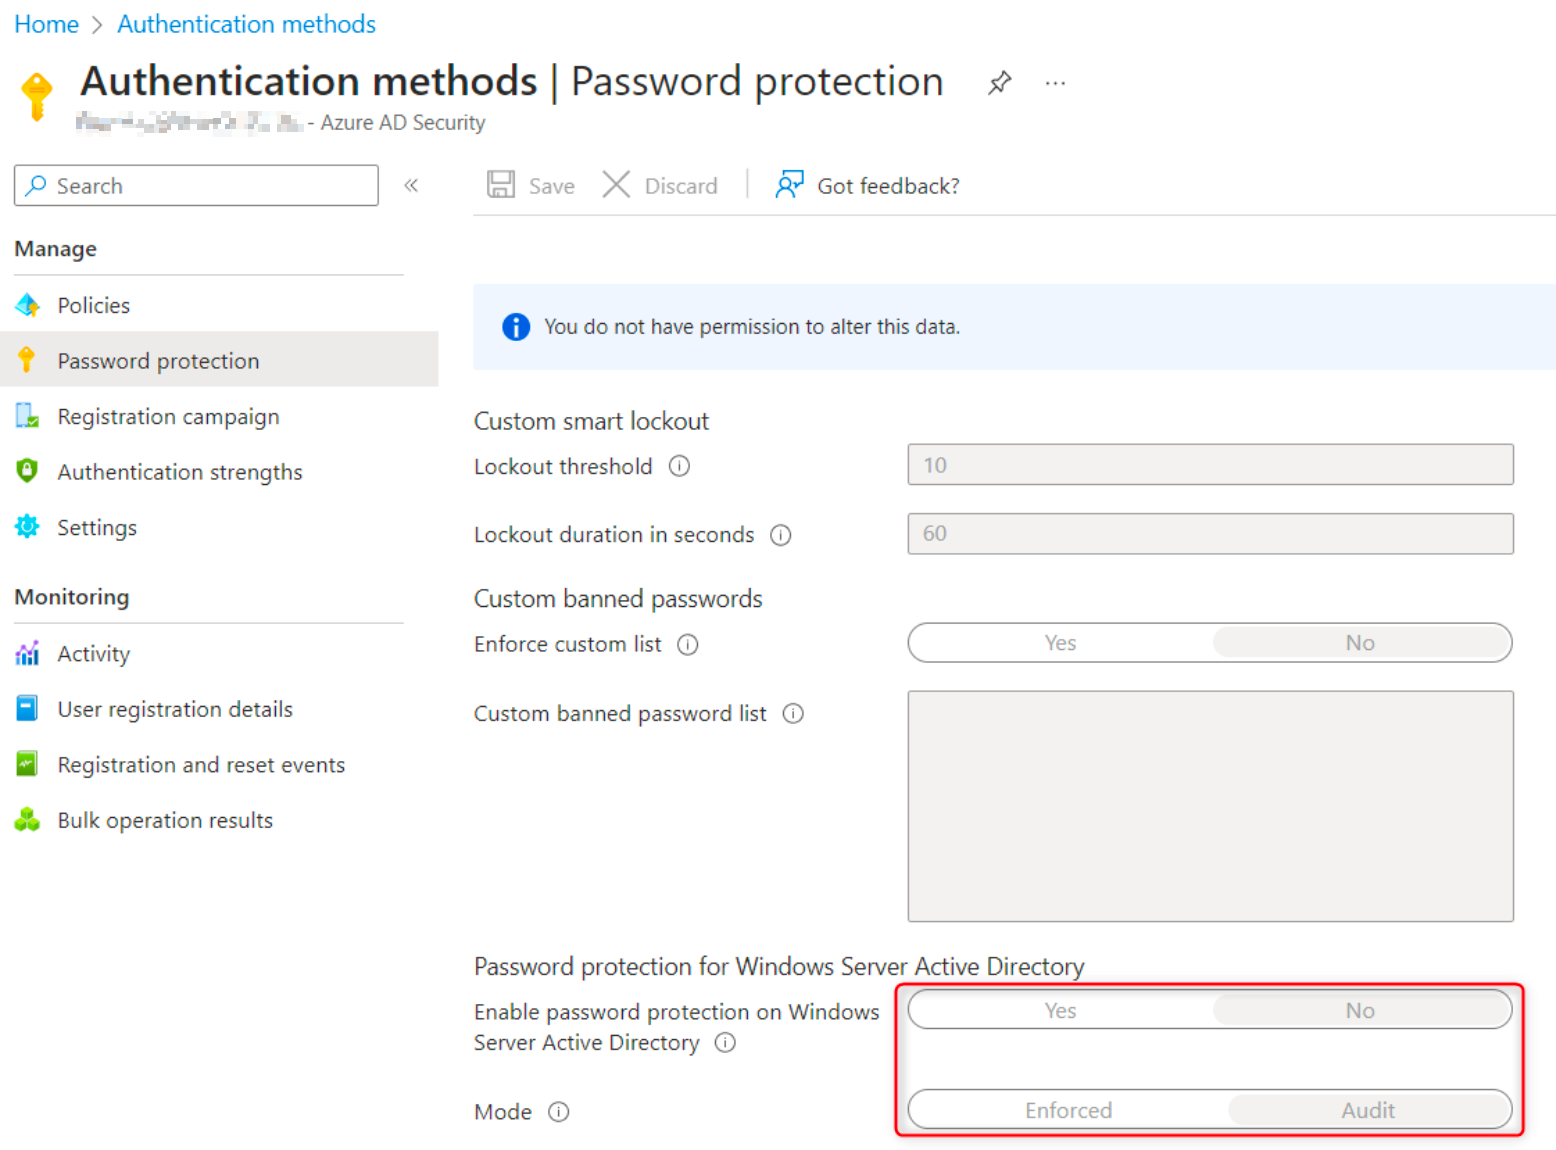 Home > Authentication methods
Authentication methods | Password protection
- Azure AD Security
Search
«
Save
Discard
Got feedback?
Manage
Policies
Password protection
Registration campaign
Authentication strengths
Settings
Monitoring
Activity
User registration details
Registration and reset events
Bulk operation results
You do not have permission to alter this data.
Custom smart lockout
Lockout threshold
10
Lockout duration in seconds
60
Custom banned passwords
Enforce custom list
Yes
No
Custom banned password list
Password protection for Windows Server Active Directory
Enable password protection on Windows
Server Active Directory
Yes
No
Mode
Enforced
Audit